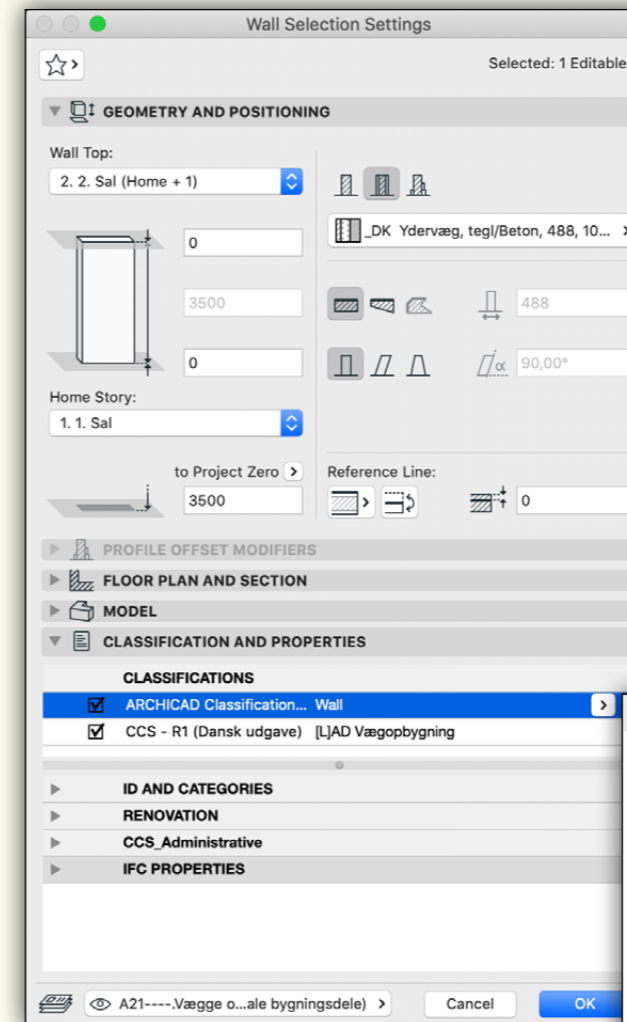 Wall Selection Settings
Selected: 1 Editable
GEOMETRY AND POSITIONING
Wall Top:
2. 2. Sal (Home + 1)
0
3500
0
Home Story:
1. 1. Sal
to Project Zero
3500
_DK Ydervæg, tegl/Beton, 488, 10...
488
α 90,00°
Reference Line:
0
PROFILE OFFSET MODIFIERS
FLOOR PLAN AND SECTION
MODEL
CLASSIFICATION AND PROPERTIES
CLASSIFICATIONS
ARCHICAD Classification... Wall
CCS - R1 (Dansk udgave) [L]AD Vægopbygning
ID AND CATEGORIES
RENOVATION
CCS_Administrative
IFC PROPERTIES
A21----.Vægge o...ale bygningsdele)
Cancel
OK